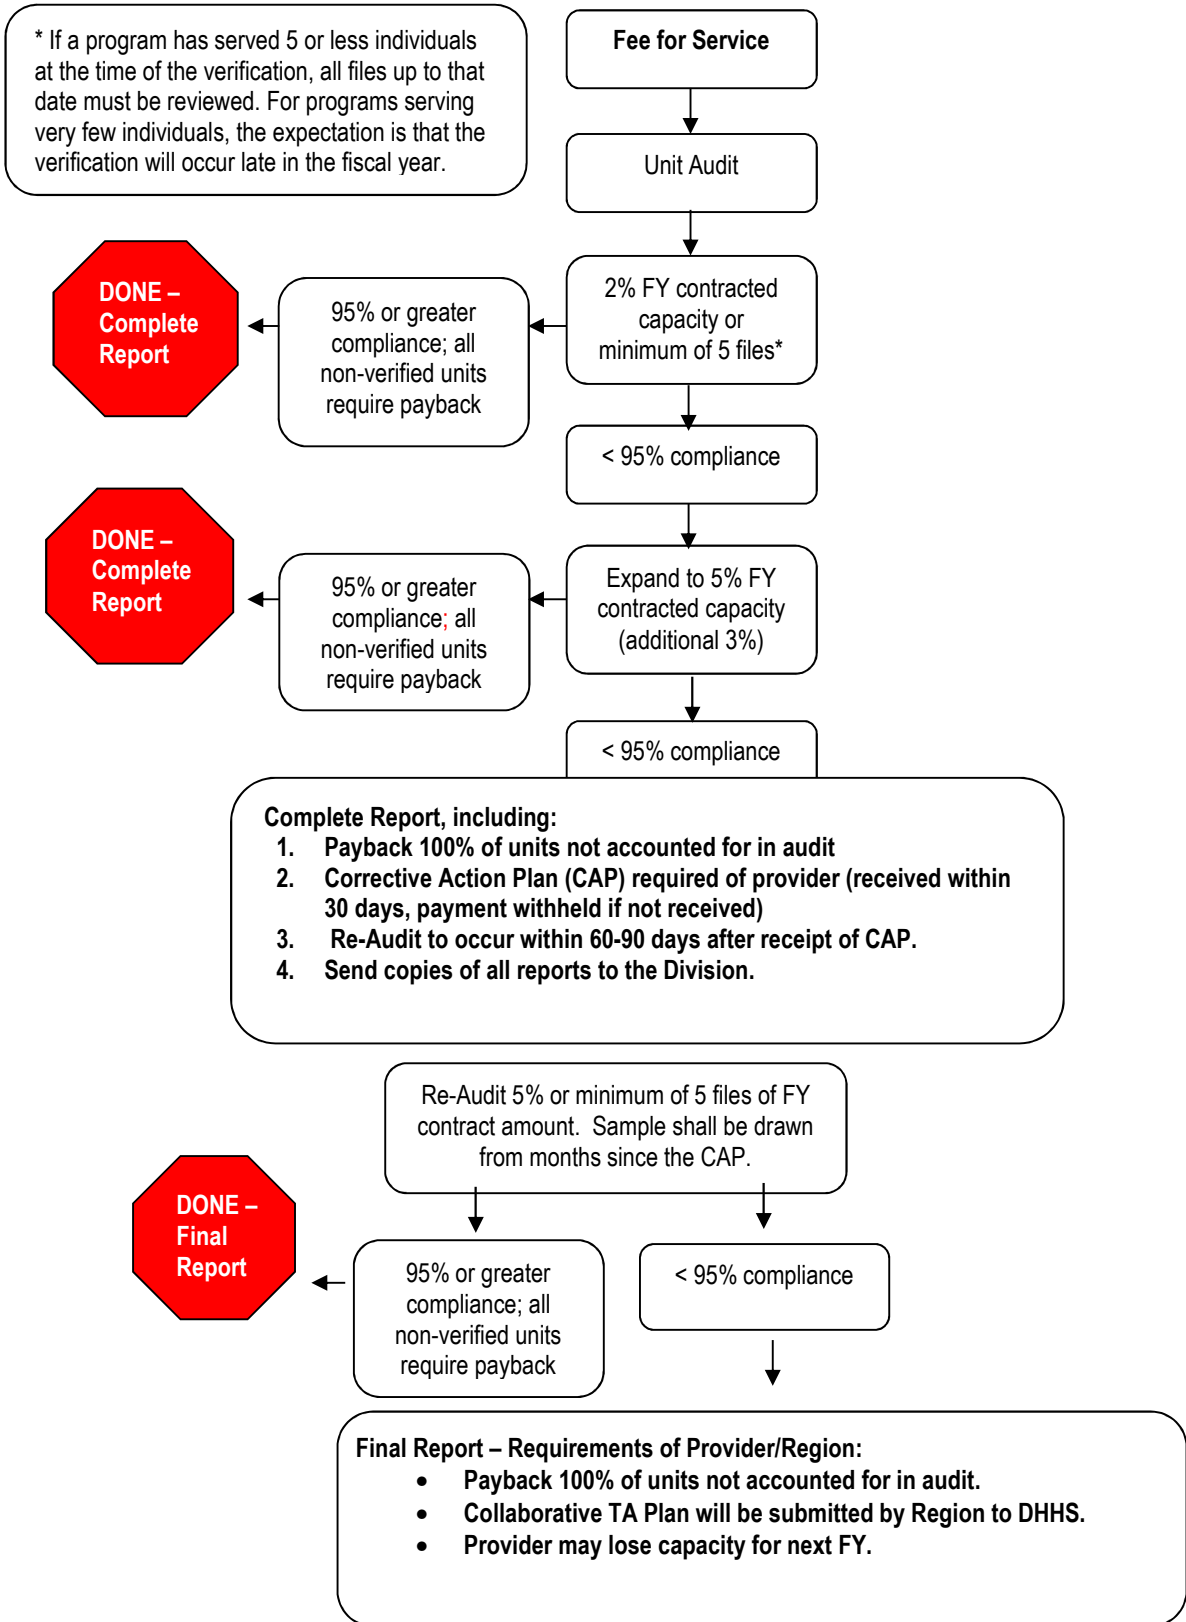 * If a program has served 5 or less individuals
at the time of the verification, all files up to that
date must be reviewed. For programs serving
very few individuals, the expectation is that the
verification will occur late in the fiscal year.
Fee for Service
Unit Audit
2% FY contracted
capacity or
minimum of 5 files*
95% or greater
compliance; all
non-verified units
require payback
DONE –
Complete
Report
< 95% compliance
Expand to 5% FY
contracted capacity
(additional 3%)
95% or greater
compliance; all
non-verified units
require payback
DONE –
Complete
Report
< 95% compliance
Complete Report, including:
1. Payback 100% of units not accounted for in audit
2. Corrective Action Plan (CAP) required of provider (received within
30 days, payment withheld if not received)
3. Re-Audit to occur within 60-90 days after receipt of CAP.
4. Send copies of all reports to the Division.
Re-Audit 5% or minimum of 5 files of FY
contract amount. Sample shall be drawn
from months since the CAP.
95% or greater
compliance; all
non-verified units
require payback
DONE –
Final
Report
< 95% compliance
Final Report – Requirements of Provider/Region:
• Payback 100% of units not accounted for in audit.
• Collaborative TA Plan will be submitted by Region to DHHS.
• Provider may lose capacity for next FY.